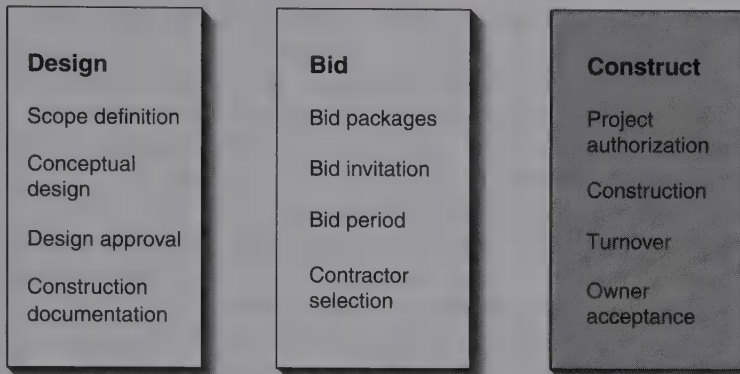 Design
Scope definition
Conceptual
design
Design approval
Construction
documentation
Bid
Bid packages
Bid invitation
Bid period
Contractor
selection
Construct
Project
authorization
Construction
Turnover
Owner
acceptance